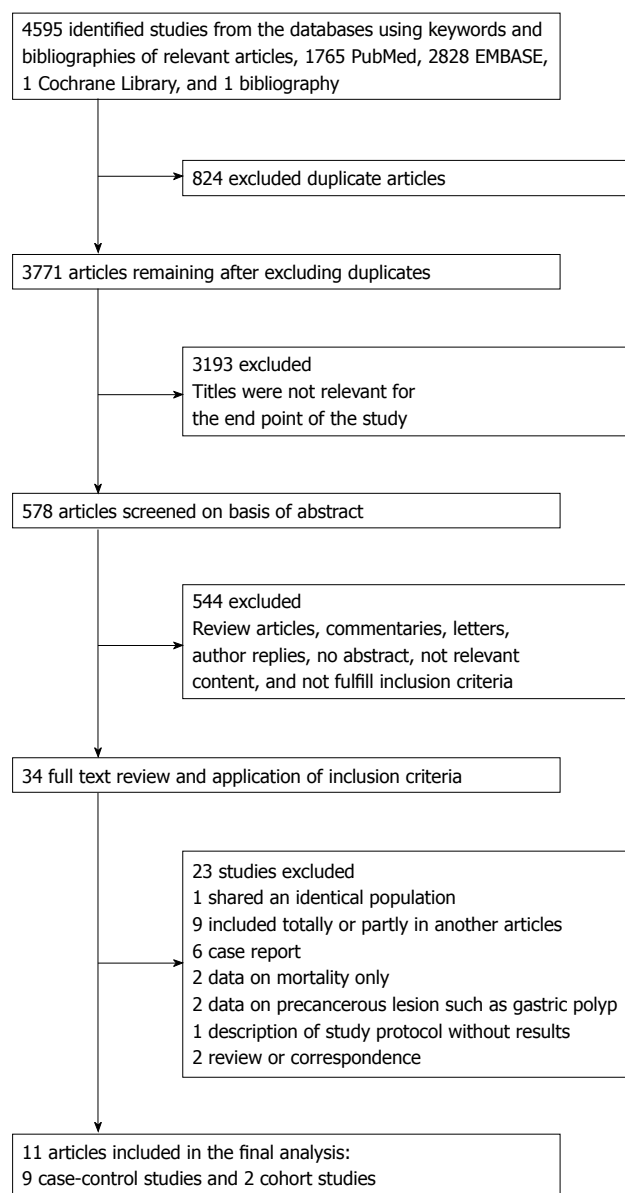 4595 identified studies from the databases using keywords and
bibliographies of relevant articles, 1765 PubMed, 2828 EMBASE,
1 Cochrane Library, and 1 bibliography
824 excluded duplicate articles
3771 articles remaining after excluding duplicates
3193 excluded
Titles were not relevant for
the end point of the study
578 articles screened on basis of abstract
544 excluded
Review articles, commentaries, letters,
author replies, no abstract, not relevant
content, and not fulfill inclusion criteria
34 full text review and application of inclusion criteria
23 studies excluded
1 shared an identical population
9 included totally or partly in another articles
6 case report
2 data on mortality only
2 data on precancerous lesion such as gastric polyp
1 description of study protocol without results
2 review or correspondence
11 articles included in the final analysis:
9 case-control studies and 2 cohort studies